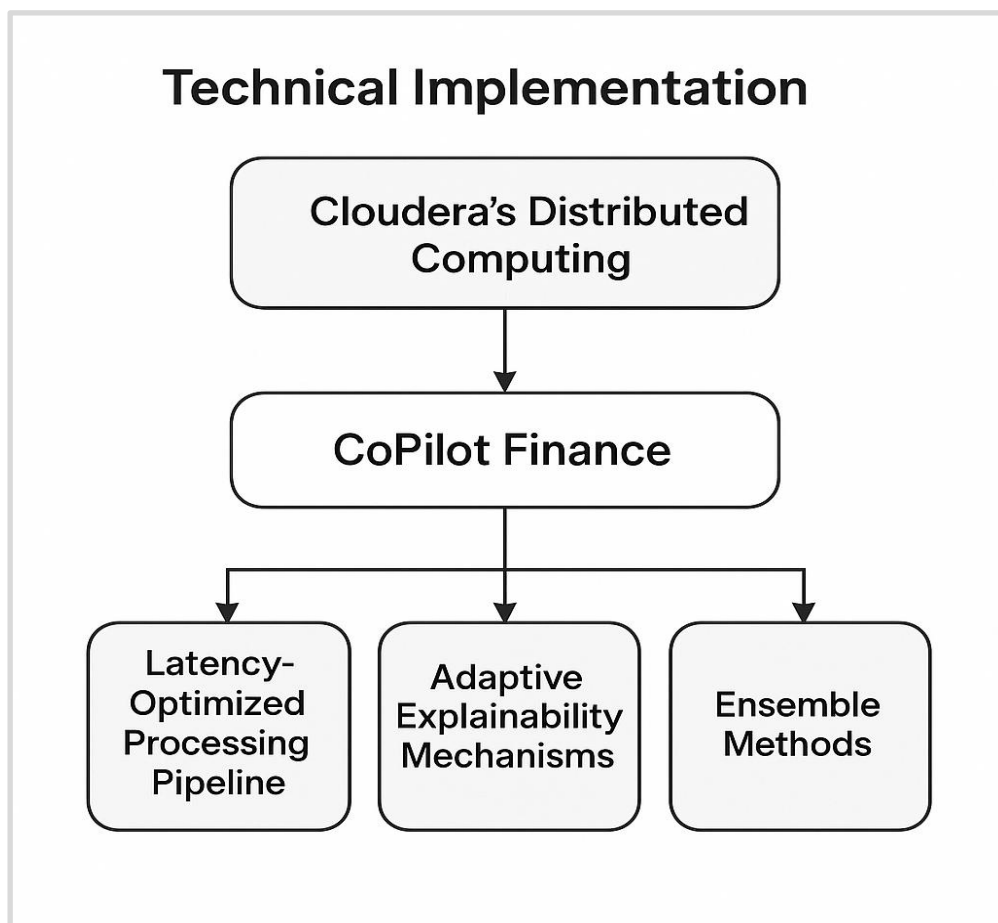 Technical Implementation
Cloudera’s Distributed
Computing
CoPilot Finance
Latency-
Optimized
Processing
Pipeline
Adaptive
Explainability
Mechanisms
Ensemble
Methods